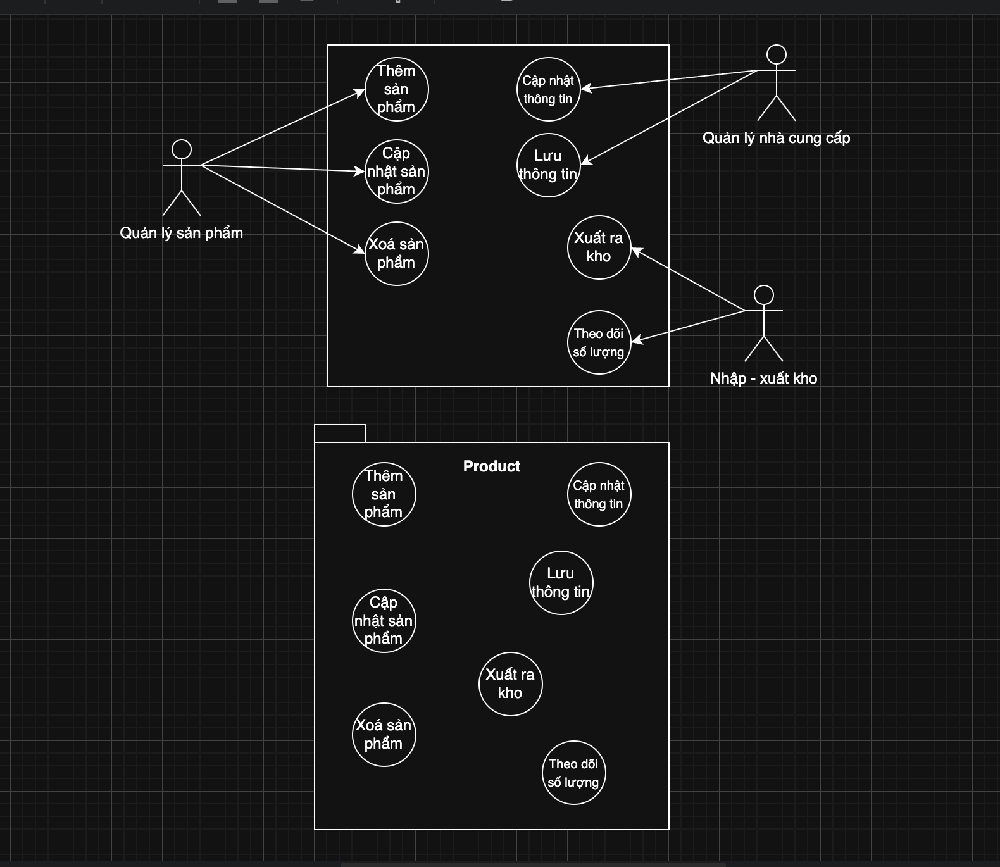 Thêm
sản
phẩm
Cập nhật
thông tin
Quản lý nhà cung cấp
Cập
nhật sản
phẩm
Lưu
thông tin
Quản lý sản phẩm
Xoá sản
phẩm
Xuất ra
kho
Theo dõi
số lượng
Nhập - xuất kho
Product
Thêm
sản
phẩm
Cập nhật
thông tin
Lưu
thông tin
Cập
nhật sản
phẩm
Xuất ra
kho
Xoá sản
phẩm
Theo dõi
số lượng